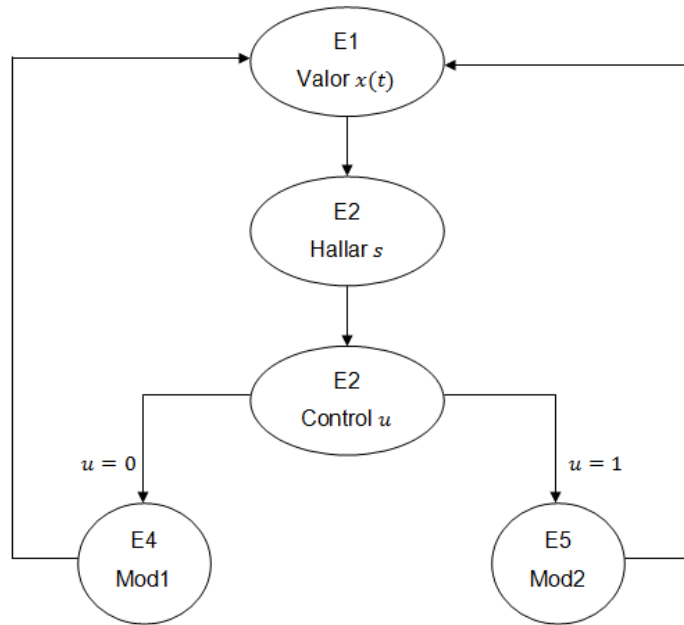 E1
Valor x(t)
E2
Hallar s
E2
Control u
u = 0
u = 1
E4
Mod1
E5
Mod2